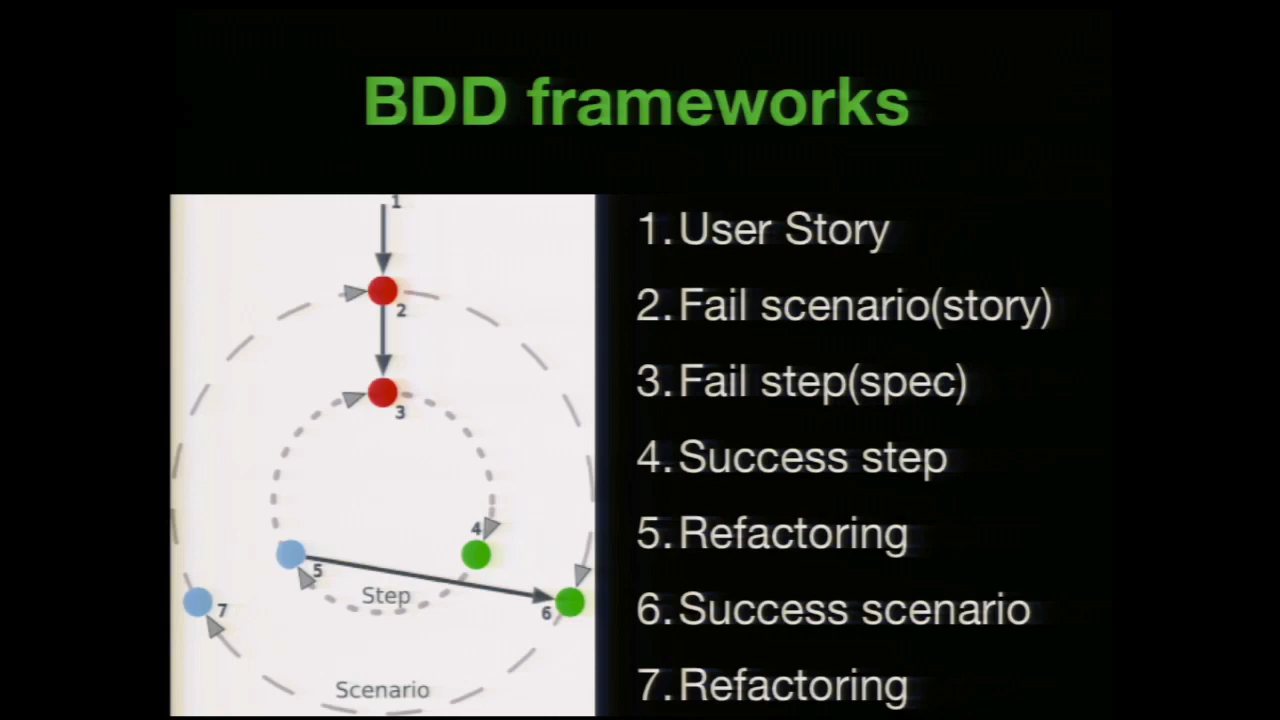 BDD frameworks
1
2
3
4
5
Step
6
7
Scenario
1. User Story
2. Fail scenario(story)
3. Fail step(spec)
4. Success step
5. Refactoring
6. Success scenario
7. Refactoring